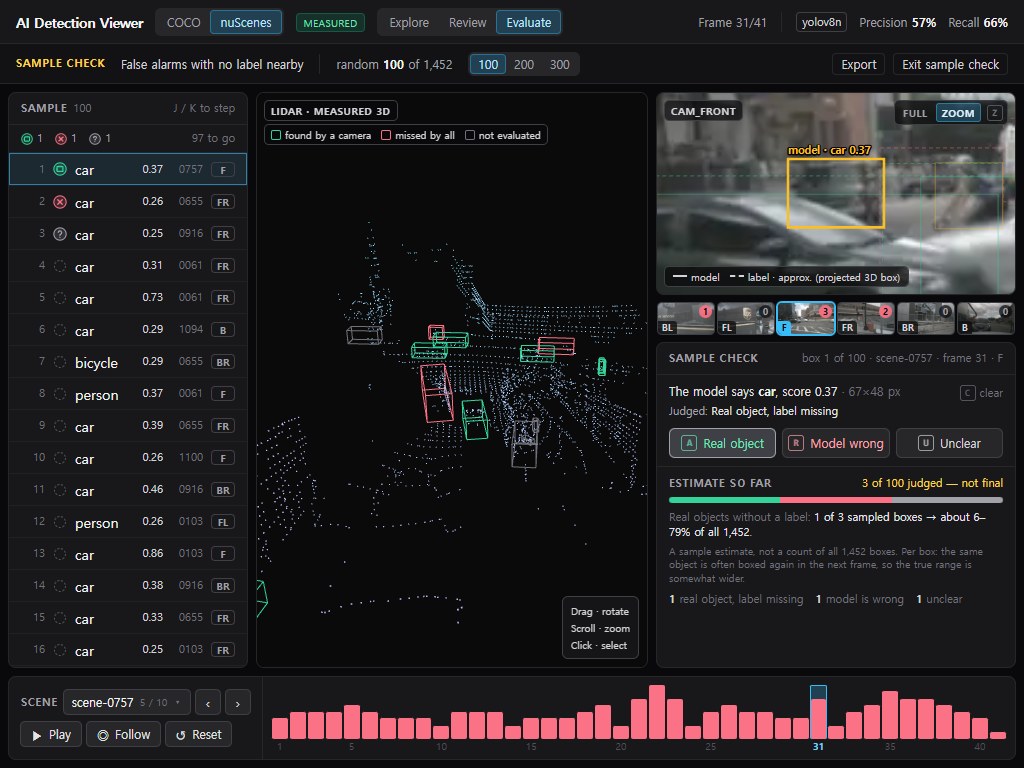 AI Detection Viewer COCO nuScenes MEASURED Explore Review Evaluate Frame 31/41 yolov8n Precision 57% Recall 66%
SAMPLE CHECK False alarms with no label nearby random 100 of 1,452 100 200 300 Export Exit sample check
SAMPLE 100 J / K to step
1 1 1 97 to go
1 car 0.37 0757 F
2 car 0.26 0655 FR
3 car 0.25 0916 FR
4 car 0.31 0061 FR
5 car 0.73 0061 FR
6 car 0.29 1094 B
7 bicycle 0.29 0655 BR
8 person 0.37 0061 F
9 car 0.39 0655 FR
10 car 0.26 1100 F
11 car 0.46 0916 BR
12 person 0.26 0103 FL
13 car 0.86 0103 F
14 car 0.38 0916 BR
15 car 0.33 0655 FR
16 car 0.25 0103 FR
LIDAR · MEASURED 3D
found by a camera missed by all not evaluated
Drag · rotate
Scroll · zoom
Click · select
CAM_FRONT FULL ZOOM Z
model · car 0.37
model label · approx. (projected 3D box)
BL 1 FL 0 F 3 FR 2 BR 0 B 0
SAMPLE CHECK box 1 of 100 · scene-0757 · frame 31 · F
The model says car, score 0.37 · 67×48 px C clear
Judged: Real object, label missing
A Real object R Model wrong U Unclear
ESTIMATE SO FAR 3 of 100 judged — not final
Real objects without a label: 1 of 3 sampled boxes → about 6–
79% of all 1,452.
A sample estimate, not a count of all 1,452 boxes. Per box: the same
object is often boxed again in the next frame, so the true range is
somewhat wider.
1 real object, label missing 1 model is wrong 1 unclear
SCENE scene-0757 5 / 10 ‹ ›
Play Follow Reset
1 5 10 15 20 25 31 35 40